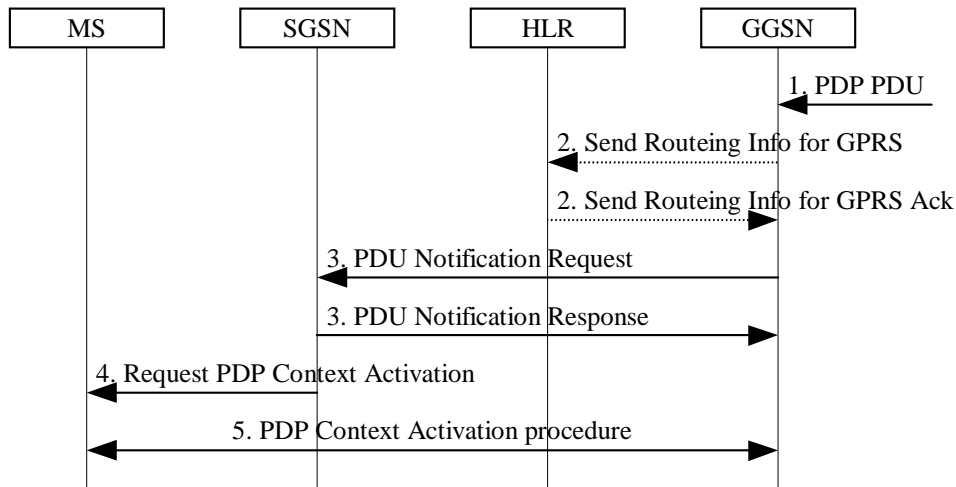 MS
SGSN
HLR
GGSN
1. PDP PDU
2. Send Routeing Info for GPRS
2. Send Routeing Info for GPRS Ack
3. PDU Notification Request
3. PDU Notification Response
4. Request PDP Context Activation
5. PDP Context Activation procedure